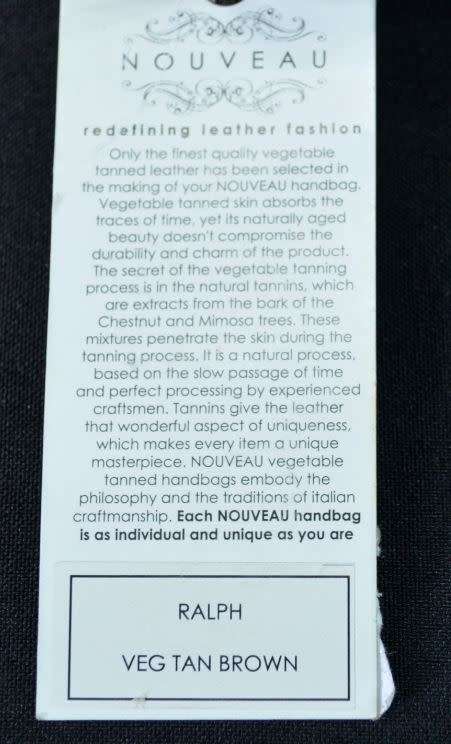 NOUVEAU
redefining leather fashion
Only the finest quality vegetable
tanned leather has been selected in
the making of your NOUVEAU handbag.
Vegetable tanned skin absorbs the
traces of time, yet its naturally aged
beauty doesn't compromise the
durability and charm of the product.
The secret of the vegetable tanning
process is in the natural tannins, which
are extracts from the bark of the
Chestnut and Mimosa trees. These
mixtures penetrate the skin during the
tanning process. It is a natural process,
based on the slow passage of time
and perfect processing by experienced
craftsmen. Tannins give the leather
that wonderful aspect of uniqueness,
which makes every item a unique
masterpiece. NOUVEAU vegetable
tanned handbags embody the
philosophy and the traditions of italian
craftmanship. Each NOUVEAU handbag
is as individual and unique as you are
RALPH
VEG TAN BROWN